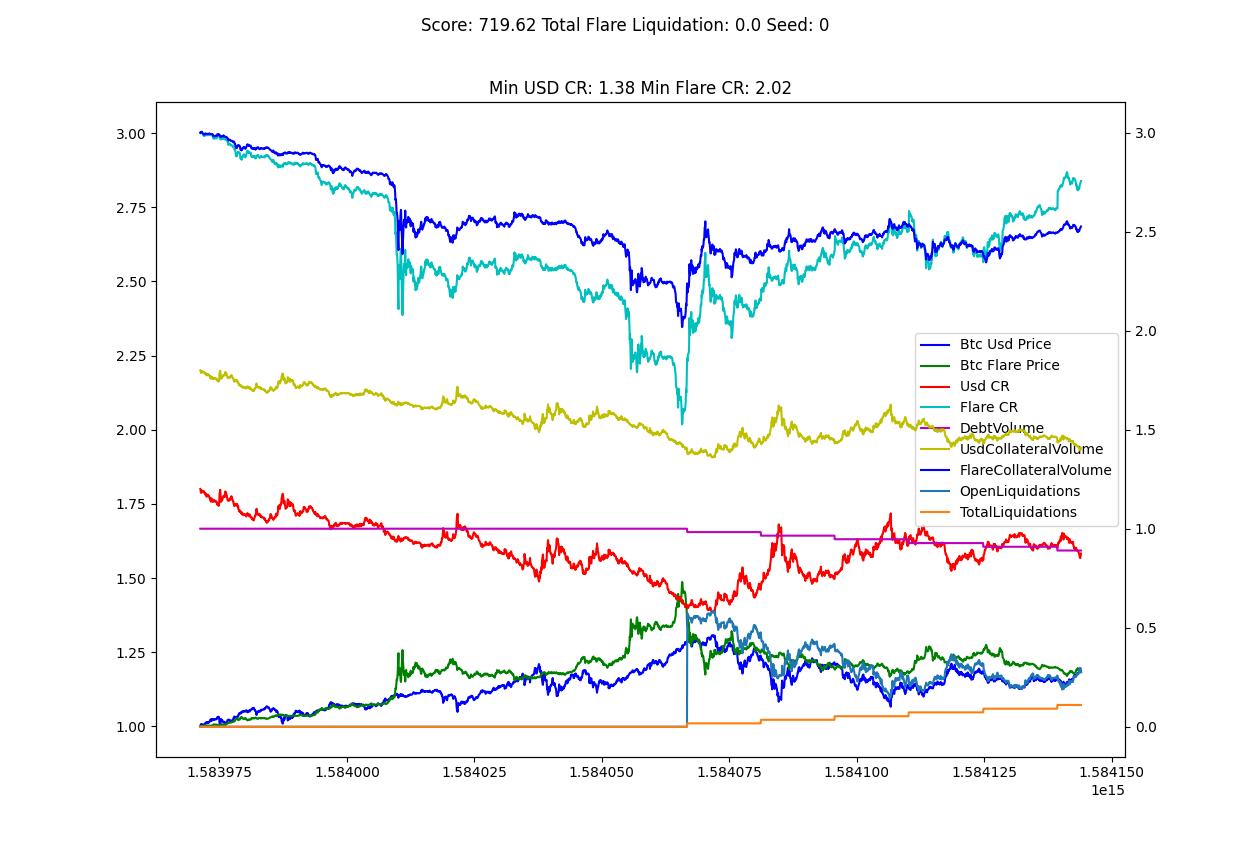 Score: 719.62 Total Flare Liquidation: 0.0 Seed: 0
Min USD CR: 1.38 Min Flare CR: 2.02
3.00
2.75
2.50
2.25
2.00
1.75
1.50
1.25
1.00
3.0
2.5
2.0
1.5
1.0
0.5
0.0
Btc Usd Price
Btc Flare Price
Usd CR
Flare CR
DebtVolume
UsdCollateralVolume
FlareCollateralVolume
OpenLiquidations
TotalLiquidations
1.583975 1.584000 1.584025 1.584050 1.584075 1.584100 1.584125 1.584150
1e15